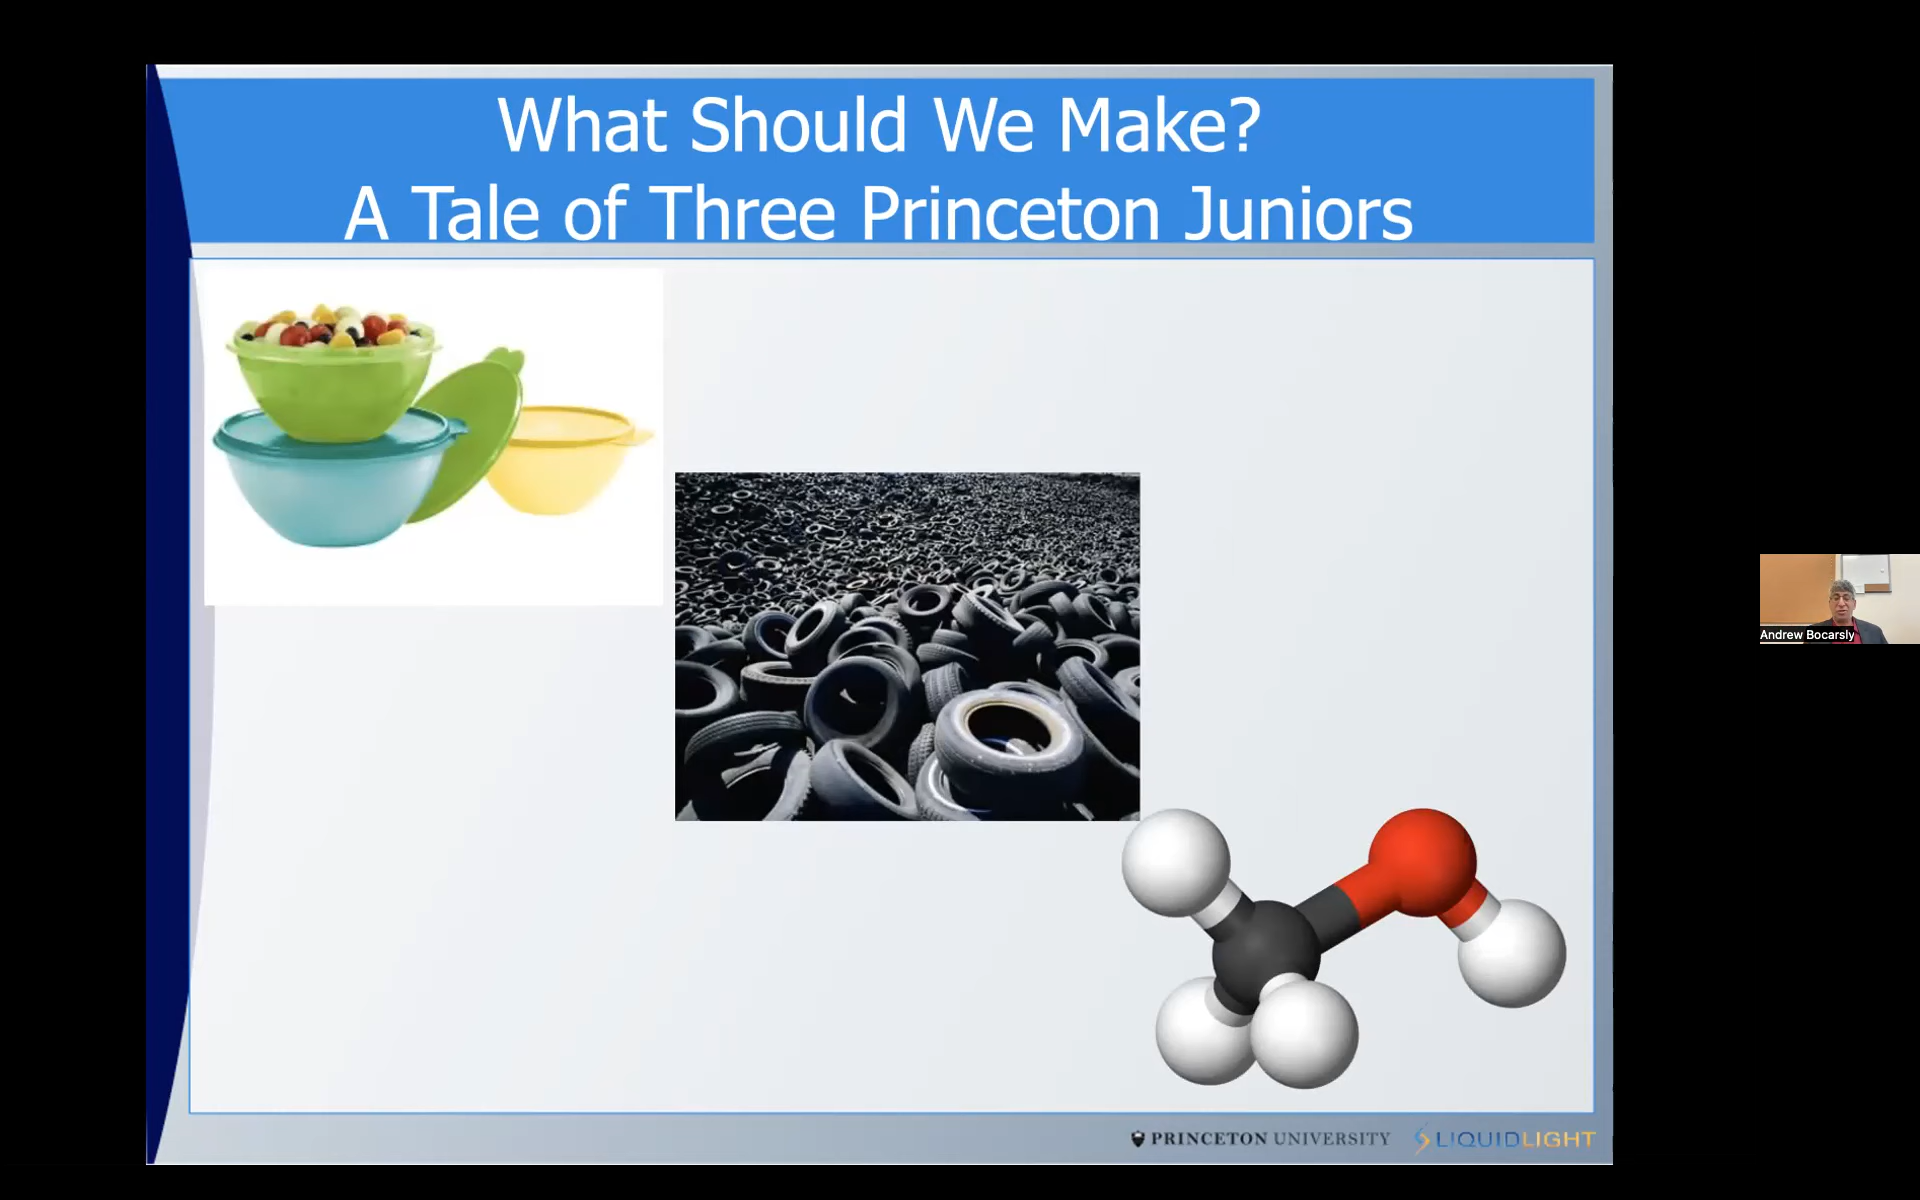 What Should We Make?
A Tale of Three Princeton Juniors
Andrew Bocarsly
PRINCETON UNIVERSITY
LIQUIDLIGHT